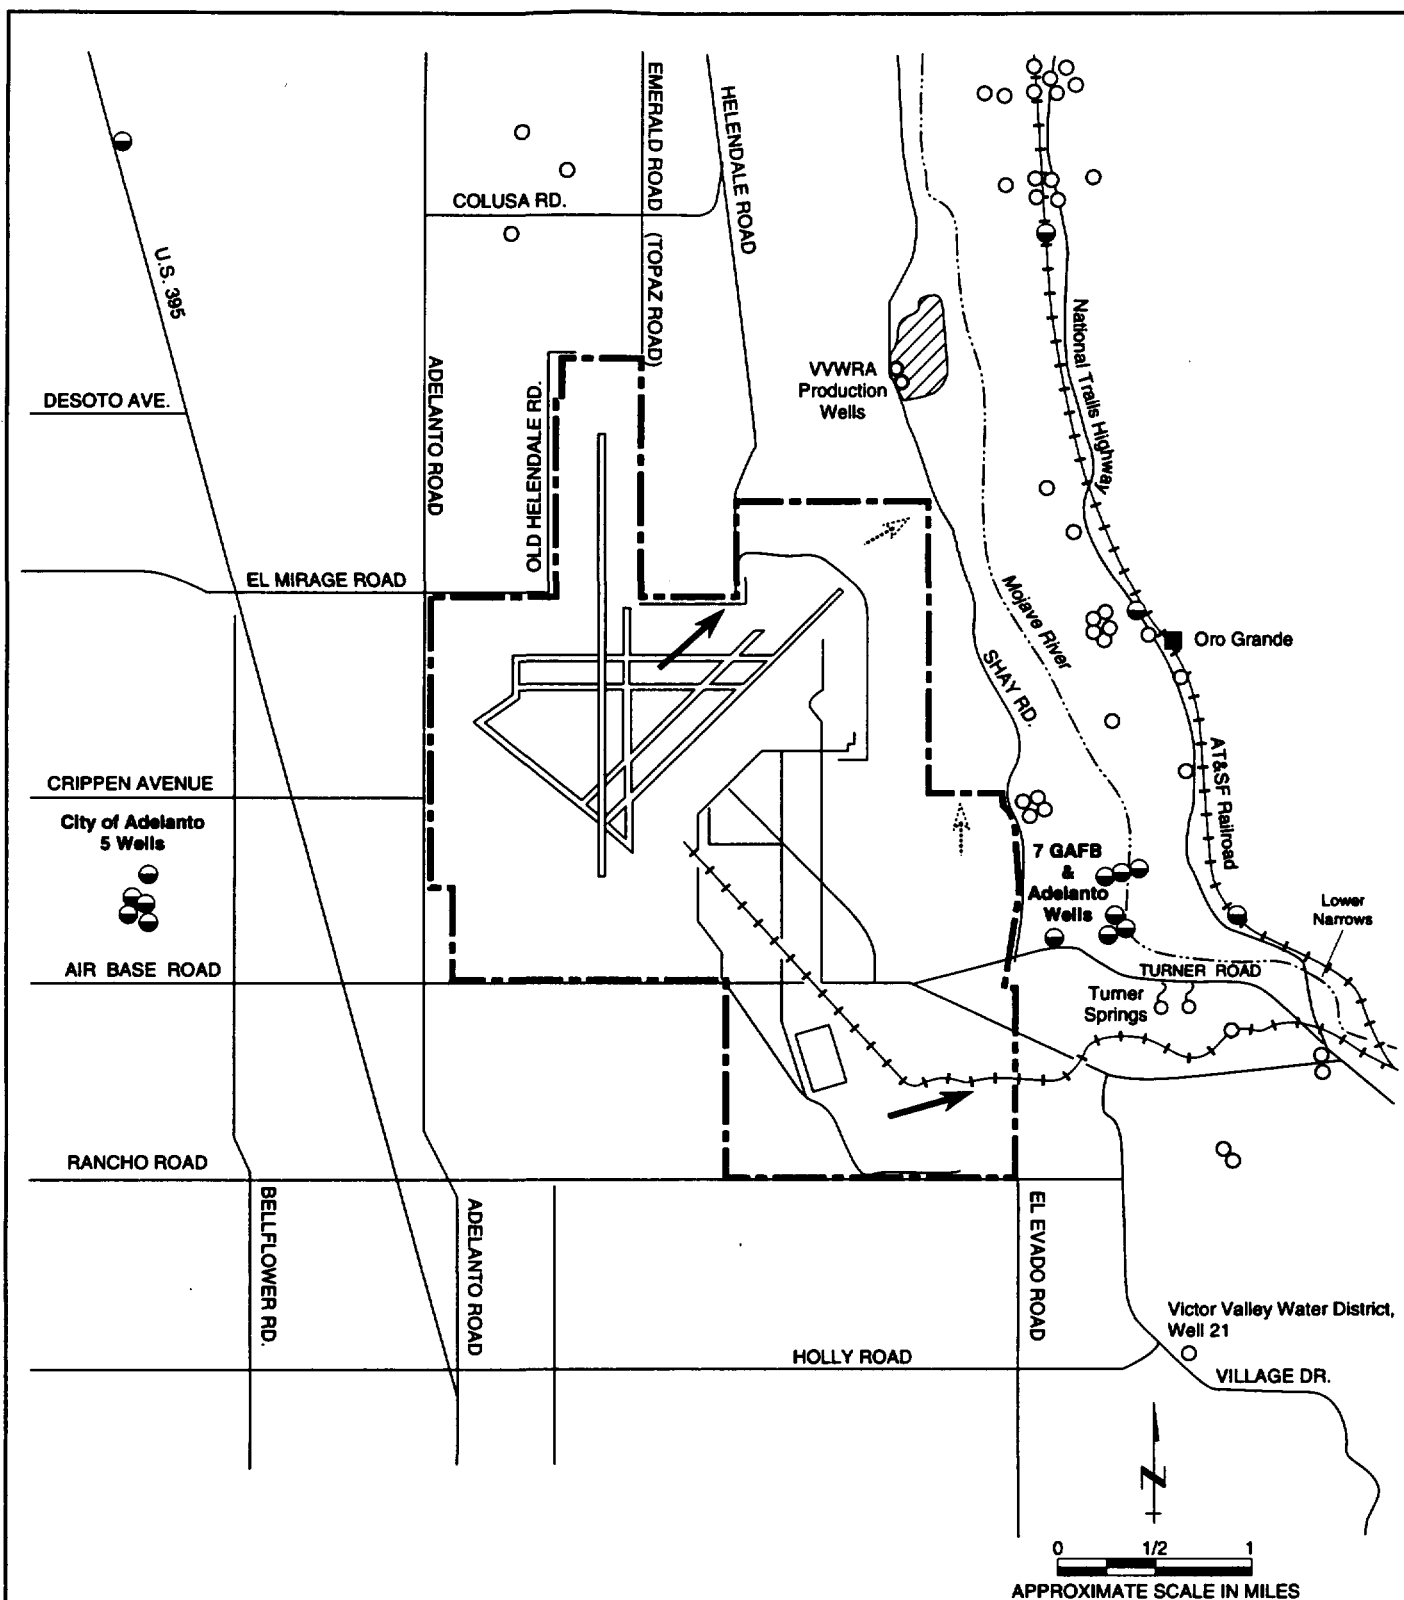 EMERALD ROAD (TOPAZ ROAD)
HELENDALE ROAD
COLUSA RD.
U.S. 395
National Trails Highway
ADELANTO ROAD
VVWRA
Production
Wells
OLD HELENDALE RD.
DESOTO AVE.
EL MIRAGE ROAD
Mojave River
Oro Grande
SHAY RD.
AT&SF Railroad
CRIPPEN AVENUE
City of Adelanto
5 Wells
7 GAFB
&
Adelanto
Wells
Lower
Narrows
AIR BASE ROAD
TURNER ROAD
Turner
Springs
RANCHO ROAD
BELLFLOWER RD.
ADELANTO ROAD
EL EVADO ROAD
Victor Valley Water District,
Well 21
HOLLY ROAD
VILLAGE DR.
N
0 1/2 1
APPROXIMATE SCALE IN MILES